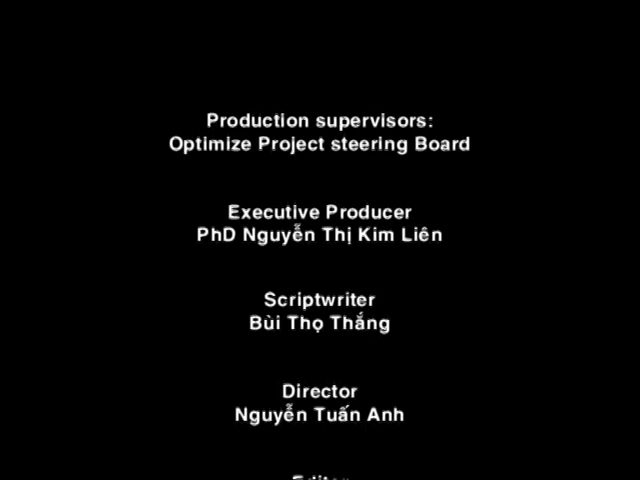 Production supervisors:
Optimize Project steering Board
Executive Producer
PhD Nguyễn Thị Kim Liên
Scriptwriter
Bùi Thọ Thắng
Director
Nguyễn Tuấn Anh
Editor